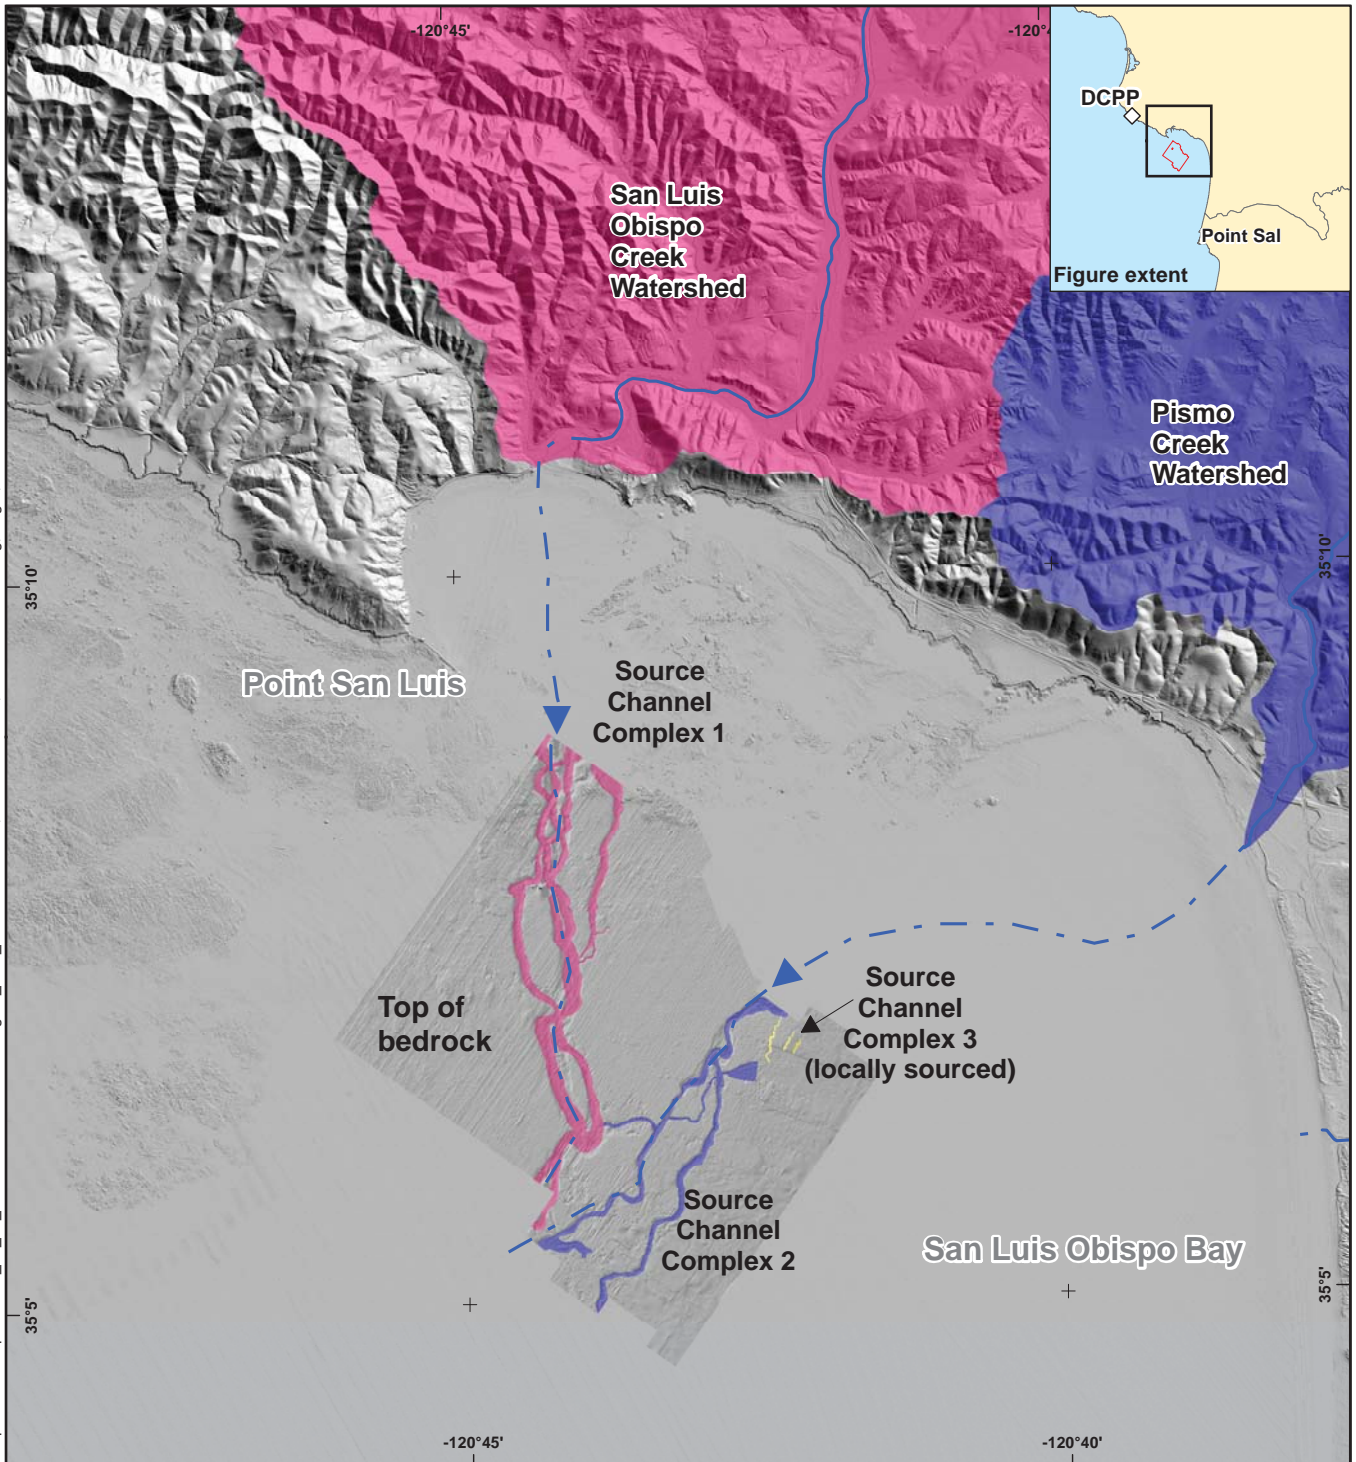 -120°45'
-120°4
DCPP
Point Sal
Figure extent
San Luis
Obispo
Creek
Watershed
Pismo
Creek
Watershed
35°10'
35°10'
Point San Luis
Source
Channel
Complex 1
Top of
bedrock
Source
Channel
Complex 3
(locally sourced)
Source
Channel
Complex 2
San Luis Obispo Bay
35°5'
35°5'
-120°45'
-120°40'